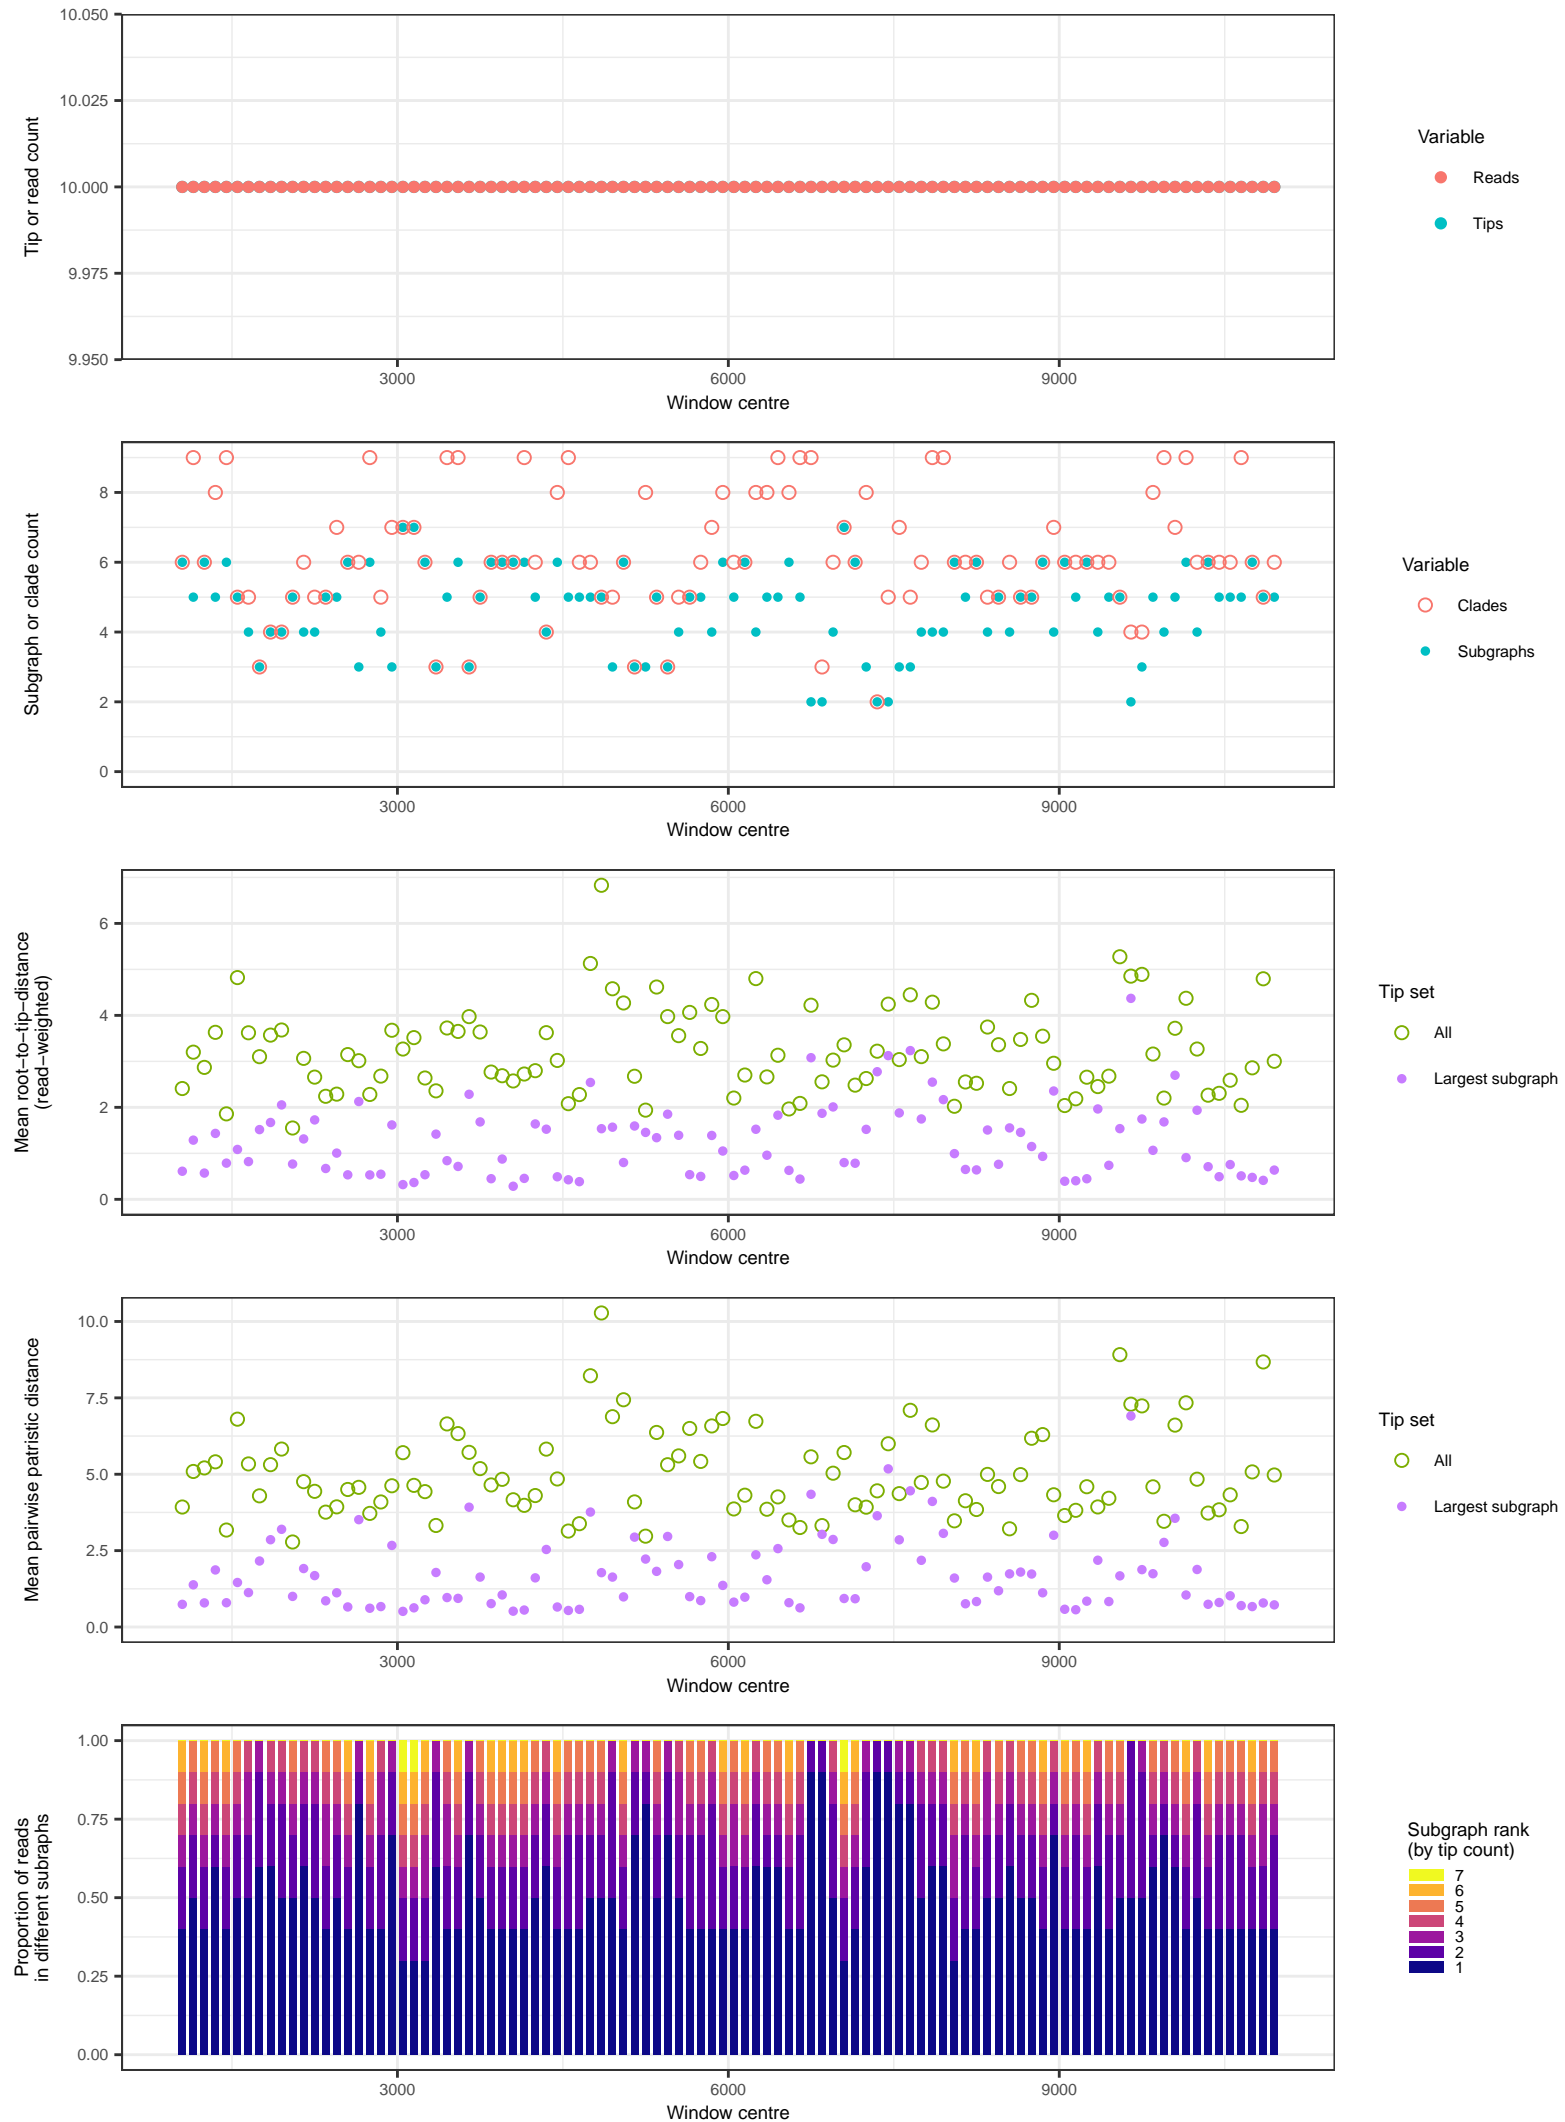 10.050
10.025
10.000
9.975
9.950
Tip or read count
3000
6000
9000
Window centre
Variable
Reads
Tips
8
6
4
2
0
Subgraph or clade count
3000
6000
9000
Window centre
Variable
Clades
Subgraphs
6
4
2
0
Mean root−to−tip−distance
(read−weighted)
3000
6000
9000
Window centre
Tip set
All
Largest subgraph
10.0
7.5
5.0
2.5
0.0
Mean pairwise patristic distance
3000
6000
9000
Window centre
Tip set
All
Largest subgraph
1.00
0.75
0.50
0.25
0.00
Proportion of reads
in different subraphs
3000
6000
9000
Window centre
Subgraph rank
(by tip count)
7
6
5
4
3
2
1